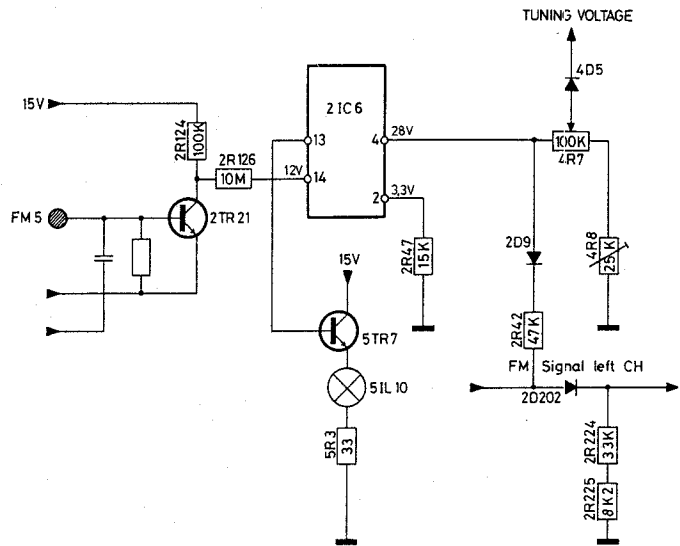 TUNING VOLTAGE
4D5
15V
2R124
100K
2R126
10M
12V
2IC6
13
14
4
28V
2
3,3V
100K
4R7
FM5
2TR21
2R47
15K
2D9
4R8
25K
15V
5TR7
2R42
47K
5IL10
FM Signal left CH
2D202
5R3
33
2R224
33K
2R225
8K2